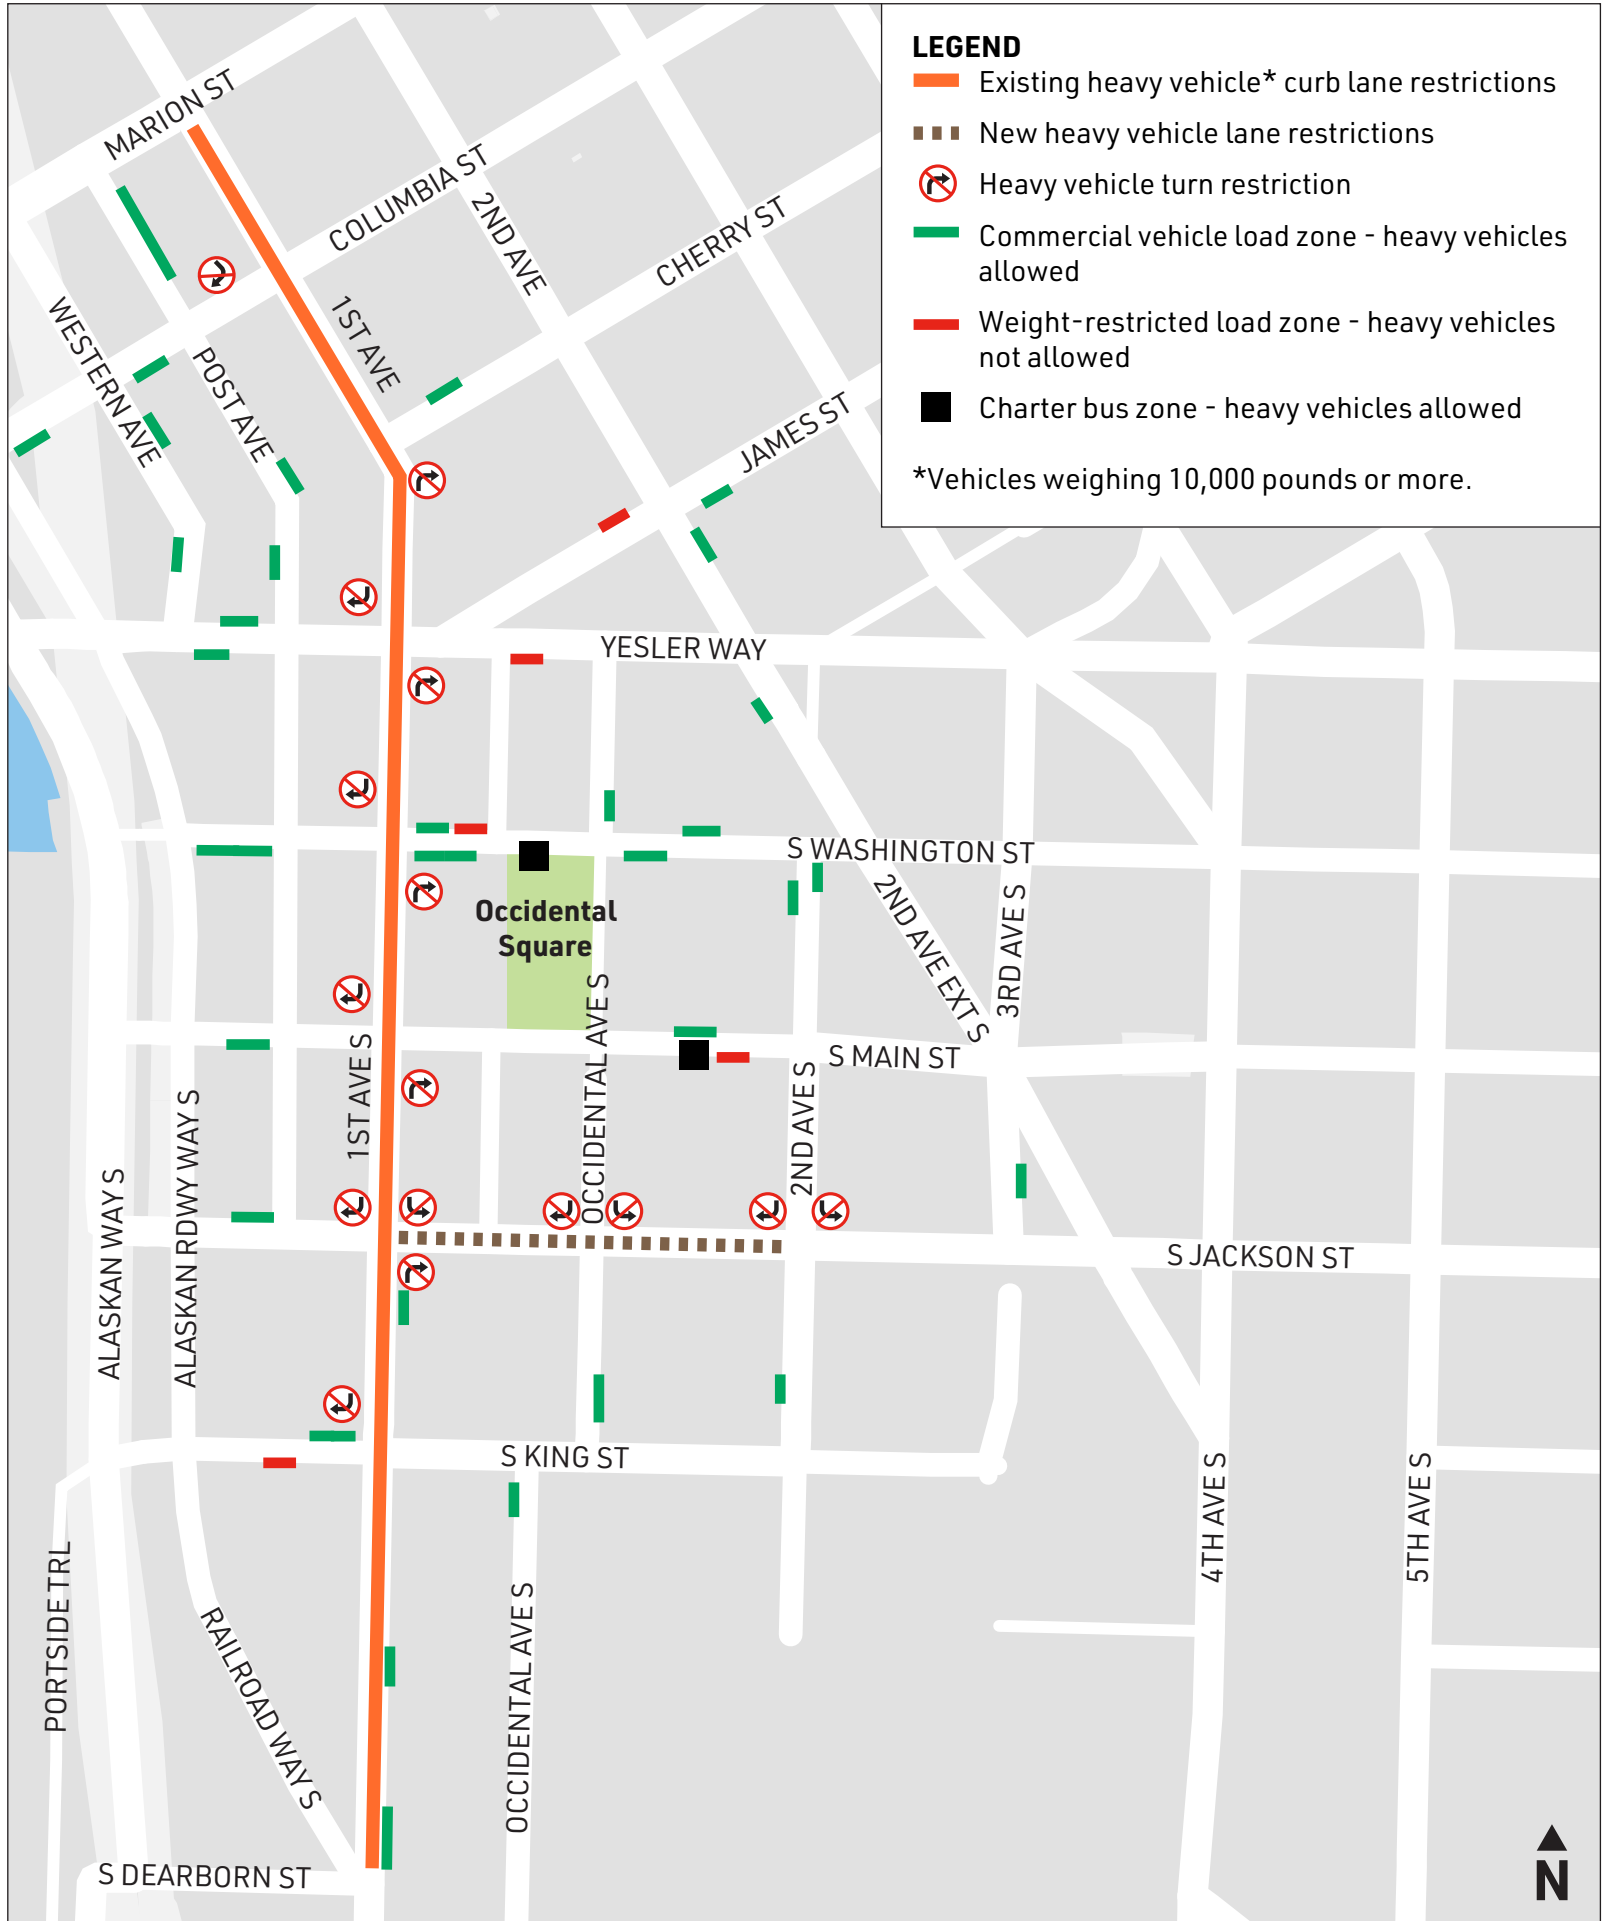 LEGEND
Existing heavy vehicle* curb lane restrictions
New heavy vehicle lane restrictions
Heavy vehicle turn restriction
Commercial vehicle load zone - heavy vehicles
allowed
Weight-restricted load zone - heavy vehicles
not allowed
Charter bus zone - heavy vehicles allowed
*Vehicles weighing 10,000 pounds or more.
MARION ST
COLUMBIA ST
2ND AVE
CHERRY ST
WESTERN AVE
POST AVE
1ST AVE
JAMES ST
YESLER WAY
S WASHINGTON ST
Occidental
Square
2ND AVE EXT S
3RD AVE S
OCCIDENTAL AVE S
1ST AVE S
S MAIN ST
2ND AVE S
ALASKAN WAY S
ALASKAN RDWY WAY S
S JACKSON ST
S KING ST
4TH AVE S
5TH AVE S
PORTSIDE TRL
RAILROAD WAY S
OCCIDENTAL AVE S
S DEARBORN ST
N